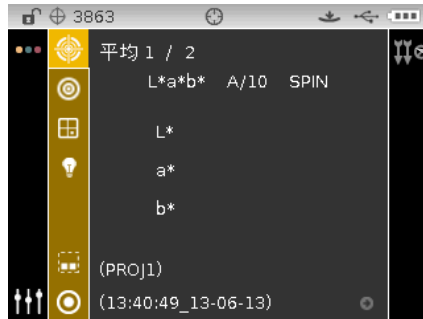 3863
平均 1 / 2
L*a*b* A/10 SPIN
L*
a*
b*
(PROJ1)
(13:40:49_13-06-13)